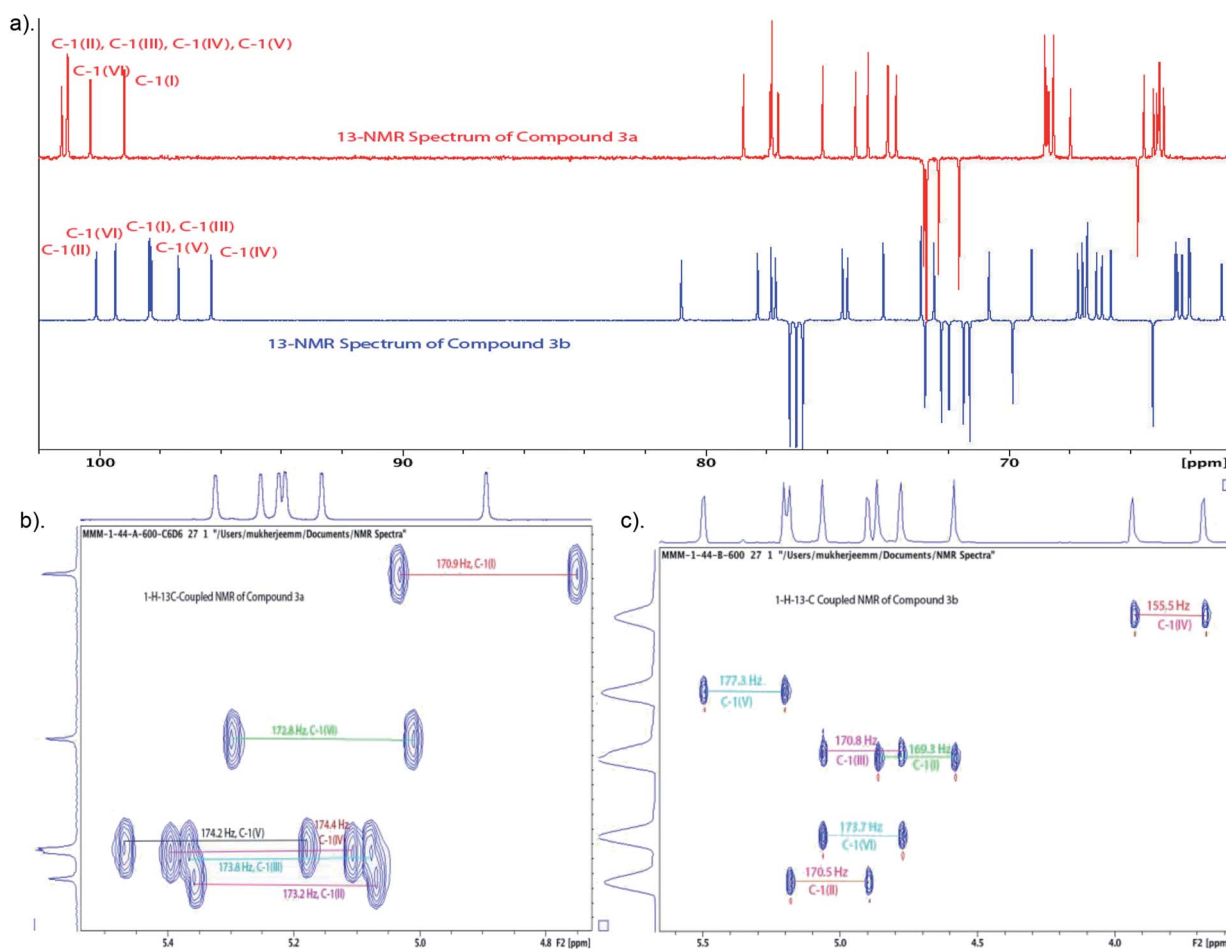 a).
C-1(II), C-1(III), C-1(IV), C-1(V)
C-1(VI)
C-1(I)
13-NMR Spectrum of Compound 3a
C-1(VI)
C-1(I), C-1(III)
C-1(II)
C-1(V)
C-1(IV)
13-NMR Spectrum of Compound 3b
100 90 80 70 [ppm]
b).
MMM-1-44-A-600-C6D6 27 1 "/Users/mukherjeemm/Documents/NMR Spectra"
170.9 Hz, C-1(I)
1-H-13C-Coupled NMR of Compound 3a
172.8 Hz, C-1(VI)
174.2 Hz, C-1(V)
174.4 Hz,
C-1(IV)
173.8 Hz, C-1(III)
173.2 Hz, C-1(II)
5.4 5.2 5.0 4.8 F2 [ppm]
c).
MMM-1-44-B-600 27 1 "/Users/mukherjeemm/Documents/NMR Spectra"
1-H-13-C Coupled NMR of Compound 3b
155.5 Hz
C-1(IV)
177.3 Hz
C-1(V)
170.8 Hz
C-1(III)
169.3 Hz
C-1(I)
173.7 Hz
C-1(VI)
170.5 Hz
C-1(II)
5.5 5.0 4.5 4.0 F2 [ppm]